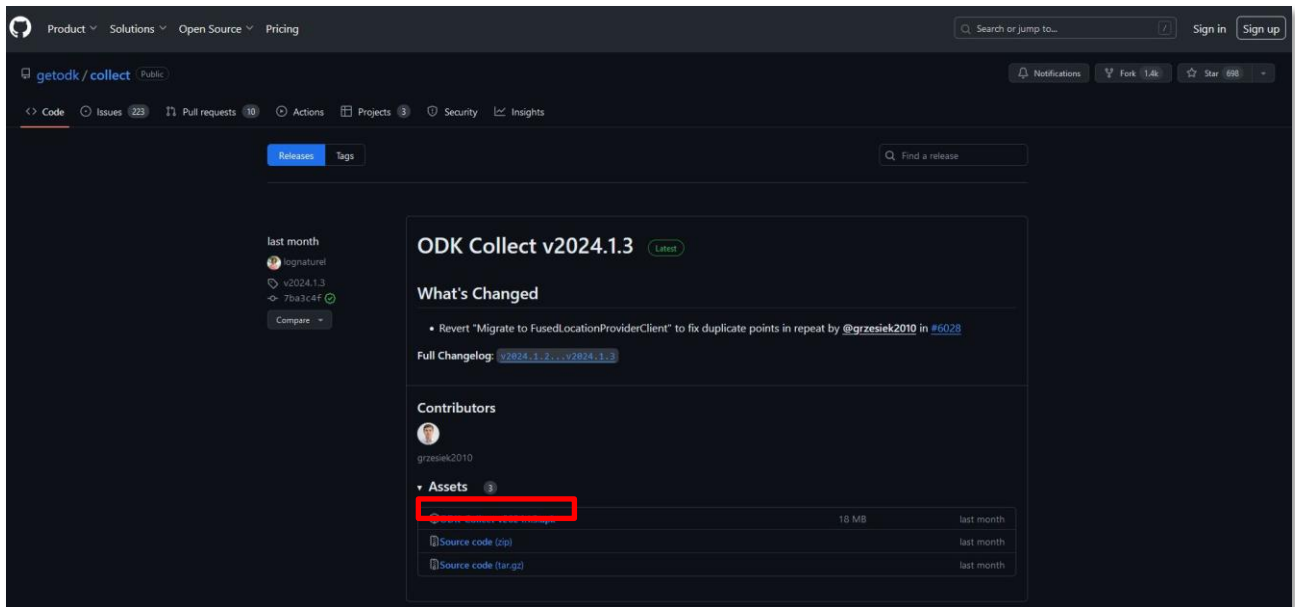 Product Solutions Open Source Pricing Search or jump to... / Sign in Sign up
getodk / collect Public Notifications Fork 1.4k Star 698
<> Code Issues 223 Pull requests 10 Actions Projects 3 Security Insights
Releases Tags Find a release
last month
lognaturel
v2024.1.3
7ba3c4f
Compare
ODK Collect v2024.1.3 Latest
What's Changed
• Revert "Migrate to FusedLocationProviderClient" to fix duplicate points in repeat by @grzesiek2010 in #6028
Full Changelog: v2024.1.2...v2024.1.3
Contributors
grzesiek2010
Assets 3
18 MB last month
Source code (zip) last month
Source code (tar.gz) last month